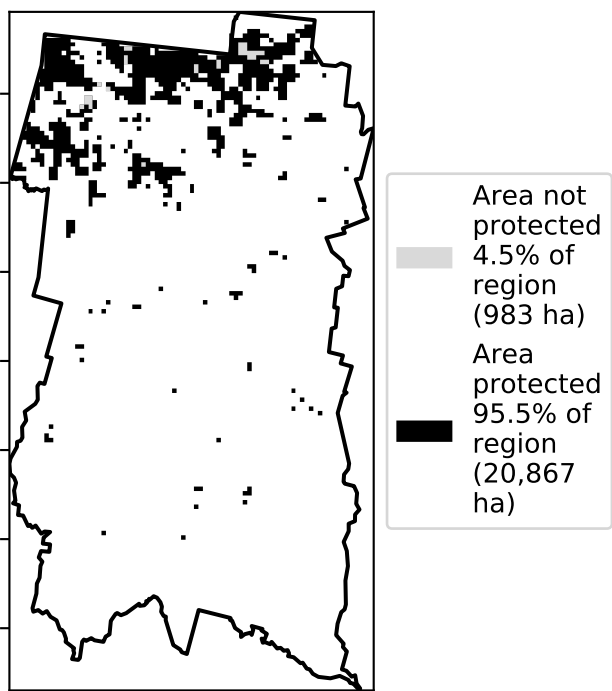 Area not
protected
4.5% of
region
(983 ha)
Area
protected
95.5% of
region
(20,867
ha)